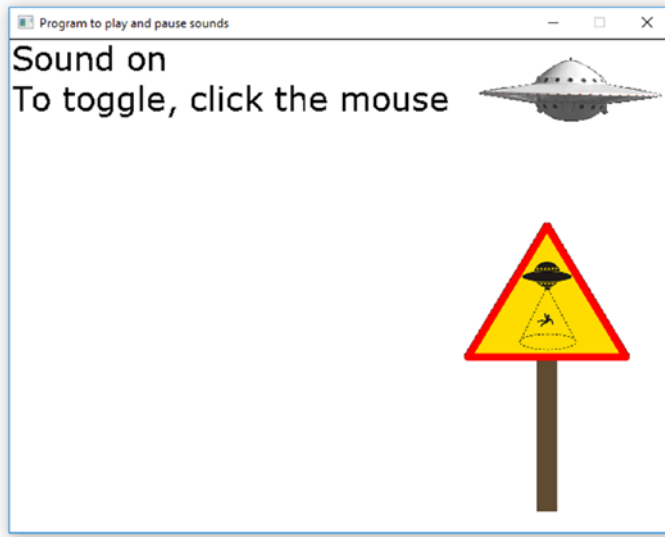 Program to play and pause sounds
Sound on
To toggle, click the mouse